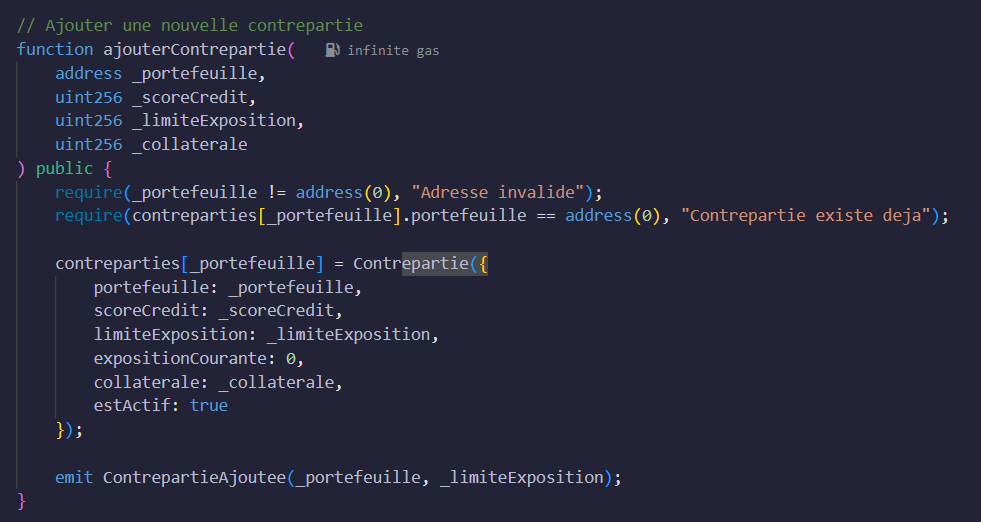 // Ajouter une nouvelle contrepartie
function ajouterContrepartie( infinite gas
address _portefeuille,
uint256 _scoreCredit,
uint256 _limiteExposition,
uint256 _collaterale
) public {
require(_portefeuille != address(0), "Adresse invalide");
require(contreparties[_portefeuille].portefeuille == address(0), "Contrepartie existe deja");
contreparties[_portefeuille] = Contrepartie({
portefeuille: _portefeuille,
scoreCredit: _scoreCredit,
limiteExposition: _limiteExposition,
expositionCourante: 0,
collaterale: _collaterale,
estActif: true
});
emit ContrepartieAjoutee(_portefeuille, _limiteExposition);
}